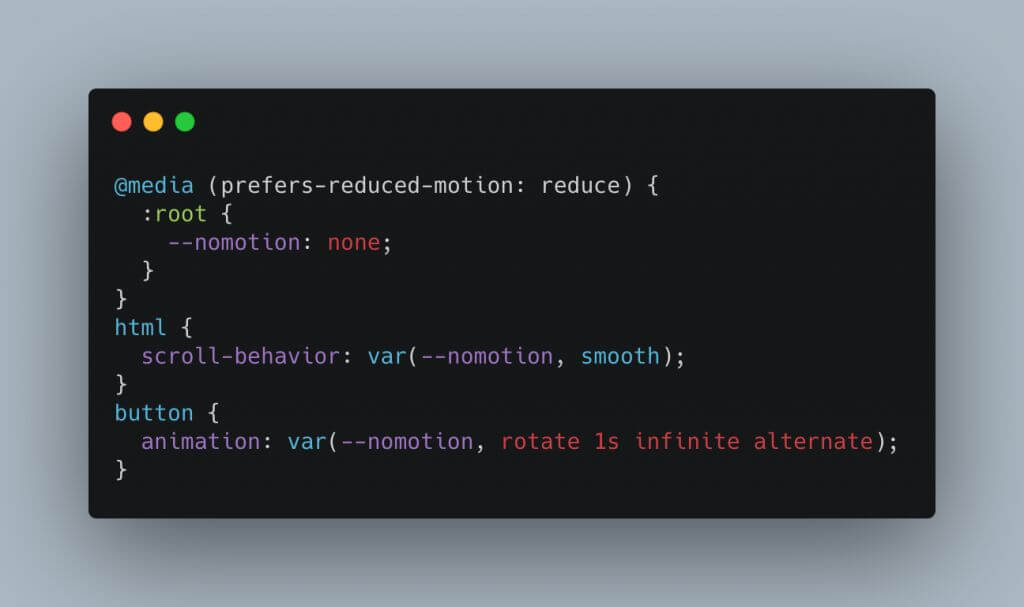 @media (prefers-reduced-motion: reduce) {
  :root {
    --nomotion: none;
  }
}
html {
  scroll-behavior: var(--nomotion, smooth);
}
button {
  animation: var(--nomotion, rotate 1s infinite alternate);
}